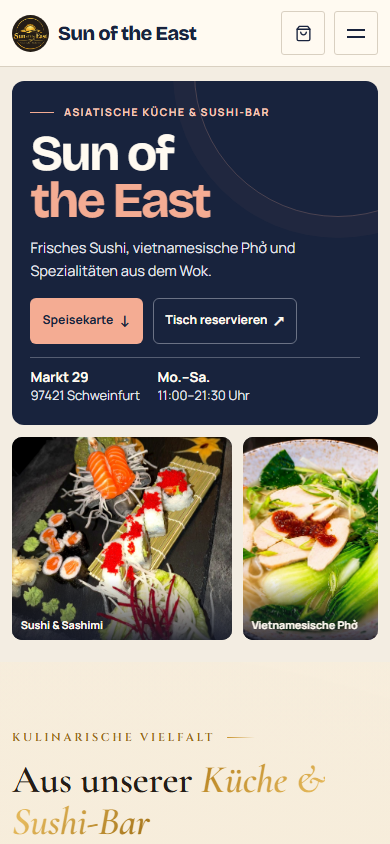 Sun of the East
ASIATISCHE KÜCHE & SUSHI-BAR
Sun of
the East
Frisches Sushi, vietnamesische Phở und
Spezialitäten aus dem Wok.
Speisekarte ↓
Tisch reservieren ↗
Markt 29
97421 Schweinfurt
Mo.–Sa.
11:00–21:30 Uhr
Sushi & Sashimi
Vietnamesische Phở
KULINARISCHE VIELFALT
Aus unserer Küche &
Sushi-Bar